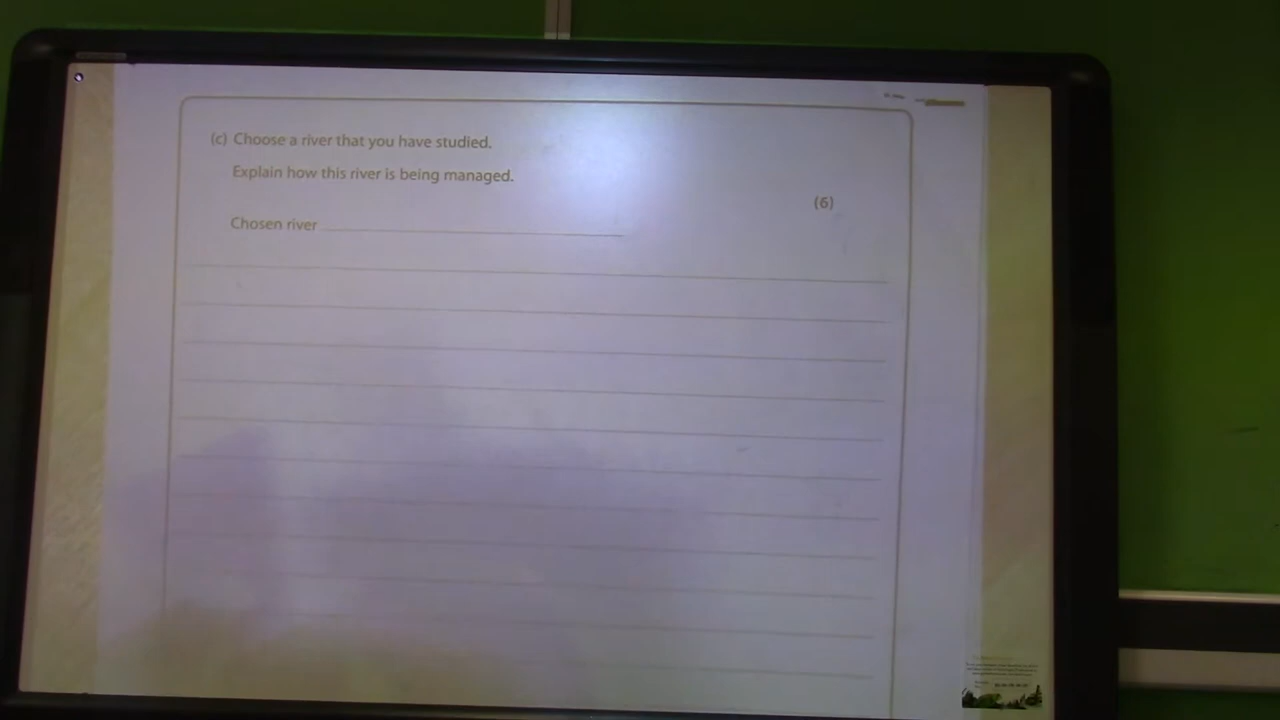 (c) Choose a river that you have studied.
Explain how this river is being managed.
(6)
Chosen river